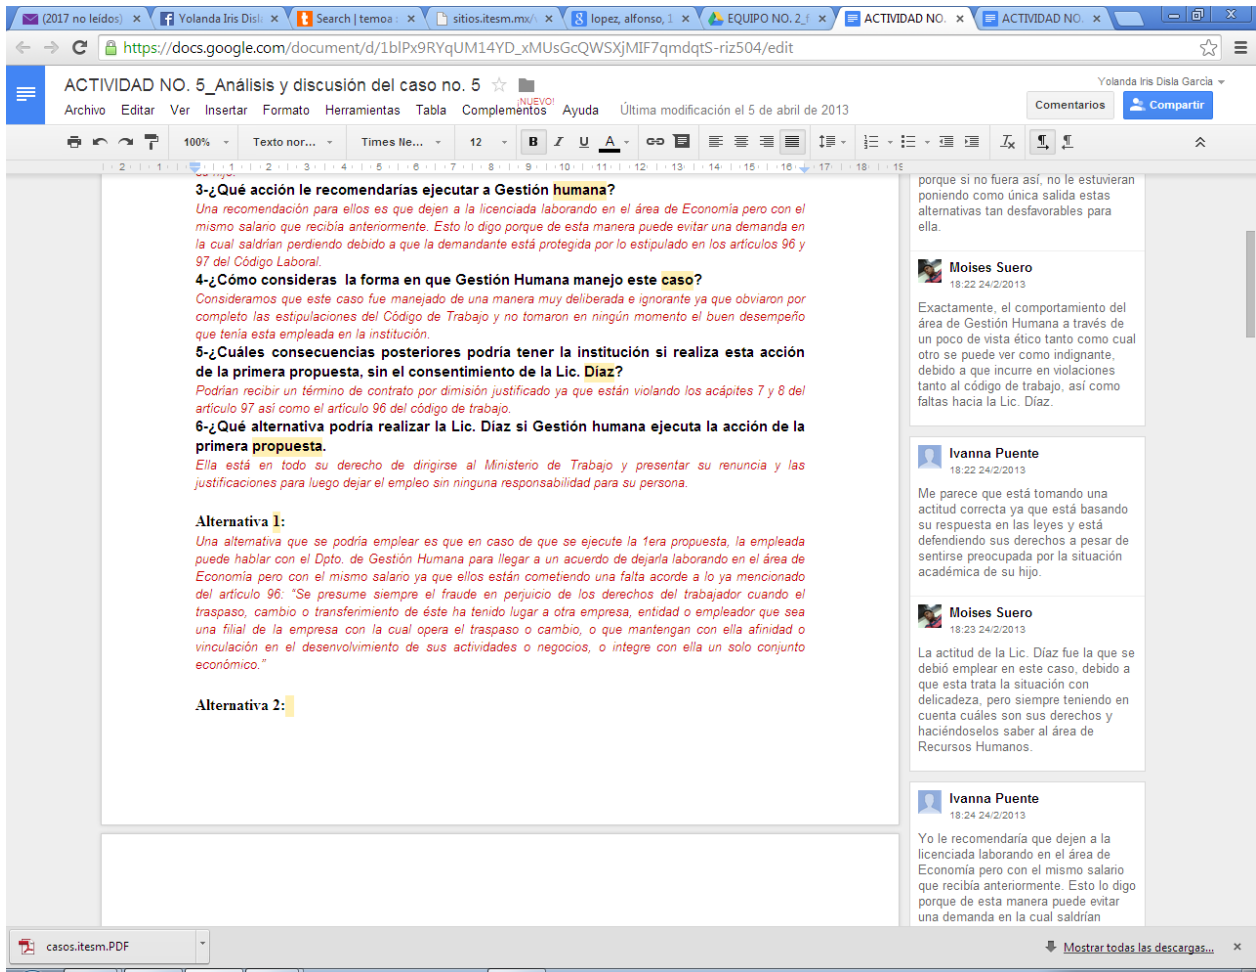 (2017 no leídos)
Yolanda Iris Disl
Search | temoa :
sitios.itesm.mx/
lopez, alfonso, 1
EQUIPO NO. 2_f
ACTIVIDAD NO.
ACTIVIDAD NO.
https://docs.google.com/document/d/1blPx9RYqUM14YD_xMUsGcQWSXjMIF7qmdqtS-riz504/edit
ACTIVIDAD NO. 5_Análisis y discusión del caso no. 5
Yolanda Iris Disla García
Archivo Editar Ver Insertar Formato Herramientas Tabla Complementos ¡NUEVO! Ayuda Última modificación el 5 de abril de 2013
Comentarios
Compartir
100% Texto nor... Times Ne... 12 B I U A
2 1 1 2 3 4 5 6 7 8 9 10 11 12 13 14 15 16 17 18 19
su hijo.
3-¿Qué acción le recomendarías ejecutar a Gestión humana?
Una recomendación para ellos es que dejen a la licenciada laborando en el área de Economía pero con el
mismo salario que recibía anteriormente. Esto lo digo porque de esta manera puede evitar una demanda en
la cual saldrían perdiendo debido a que la demandante está protegida por lo estipulado en los artículos 96 y
97 del Código Laboral.
4-¿Cómo consideras la forma en que Gestión Humana manejo este caso?
Consideramos que este caso fue manejado de una manera muy deliberada e ignorante ya que obviaron por
completo las estipulaciones del Código de Trabajo y no tomaron en ningún momento el buen desempeño
que tenía esta empleada en la institución.
5-¿Cuáles consecuencias posteriores podría tener la institución si realiza esta acción
de la primera propuesta, sin el consentimiento de la Lic. Díaz?
Podrían recibir un término de contrato por dimisión justificado ya que están violando los acápites 7 y 8 del
artículo 97 así como el artículo 96 del código de trabajo.
6-¿Qué alternativa podría realizar la Lic. Díaz si Gestión humana ejecuta la acción de la
primera propuesta.
Ella está en todo su derecho de dirigirse al Ministerio de Trabajo y presentar su renuncia y las
justificaciones para luego dejar el empleo sin ninguna responsabilidad para su persona.
Alternativa 1:
Una alternativa que se podría emplear es que en caso de que se ejecute la 1era propuesta, la empleada
puede hablar con el Dpto. de Gestión Humana para llegar a un acuerdo de dejarla laborando en el área de
Economía pero con el mismo salario ya que ellos están cometiendo una falta acorde a lo ya mencionado
del artículo 96: "Se presume siempre el fraude en perjuicio de los derechos del trabajador cuando el
traspaso, cambio o transferimiento de éste ha tenido lugar a otra empresa, entidad o empleador que sea
una filial de la empresa con la cual opera el traspaso o cambio, o que mantengan con ella afinidad o
vinculación en el desenvolvimiento de sus actividades o negocios, o integre con ella un solo conjunto
económico."
Alternativa 2:
porque si no fuera así, no le estuvieran
poniendo como única salida estas
alternativas tan desfavorables para
ella.
Moises Suero
18:22 24/2/2013
Exactamente, el comportamiento del
área de Gestión Humana a través de
un poco de vista ético tanto como cual
otro se puede ver como indignante,
debido a que incurre en violaciones
tanto al código de trabajo, así como
faltas hacia la Lic. Díaz.
Ivanna Puente
18:22 24/2/2013
Me parece que está tomando una
actitud correcta ya que está basando
su respuesta en las leyes y está
defendiendo sus derechos a pesar de
sentirse preocupada por la situación
académica de su hijo.
Moises Suero
18:23 24/2/2013
La actitud de la Lic. Díaz fue la que se
debió emplear en este caso, debido a
que esta trata la situación con
delicadeza, pero siempre teniendo en
cuenta cuáles son sus derechos y
haciéndoselos saber al área de
Recursos Humanos.
Ivanna Puente
18:24 24/2/2013
Yo le recomendaría que dejen a la
licenciada laborando en el área de
Economía pero con el mismo salario
que recibía anteriormente. Esto lo digo
porque de esta manera puede evitar
una demanda en la cual saldrían
casos.itesm.PDF
Mostrar todas las descargas...